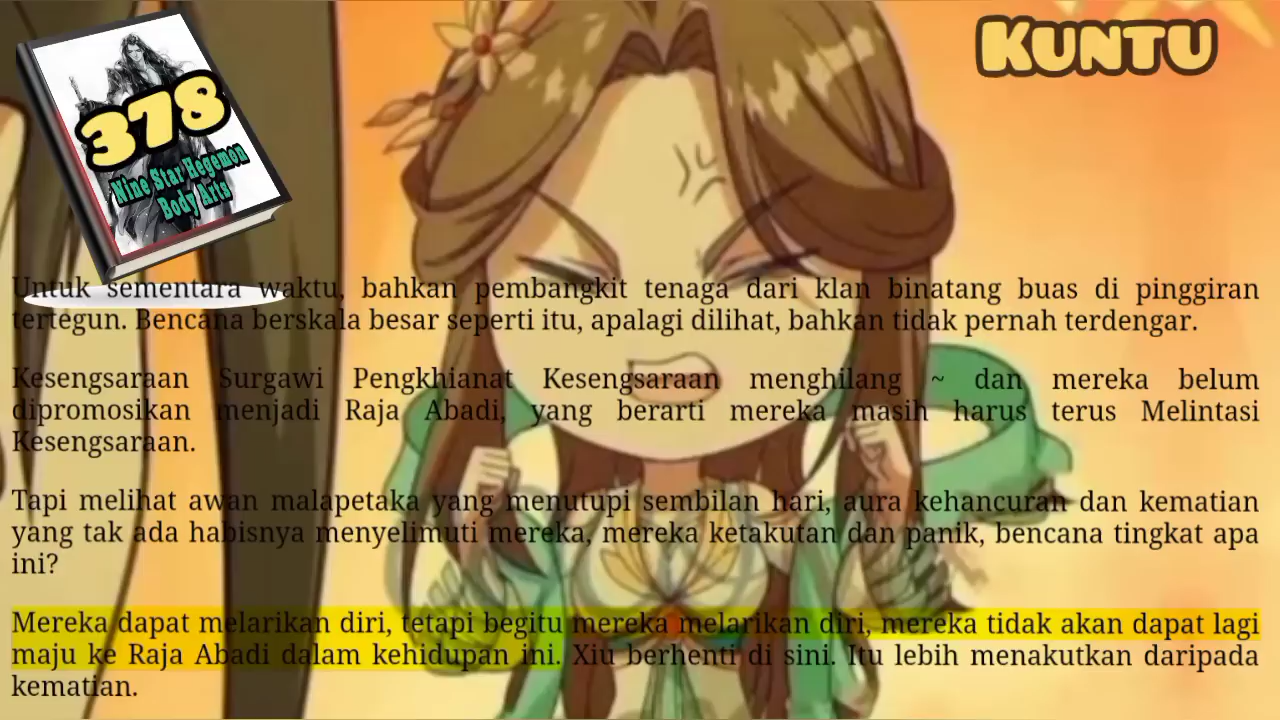 KUNTU
378
Nine Star Hegemon
Body Arts
Untuk sementara waktu, bahkan pembangkit tenaga dari klan binatang buas di pinggiran
tertegun. Bencana berskala besar seperti itu, apalagi dilihat, bahkan tidak pernah terdengar.
Kesengsaraan Surgawi Pengkhianat Kesengsaraan menghilang ~ dan mereka belum
dipromosikan menjadi Raja Abadi, yang berarti mereka masih harus terus Melintasi
Kesengsaraan.
Tapi melihat awan malapetaka yang menutupi sembilan hari, aura kehancuran dan kematian
yang tak ada habisnya menyelimuti mereka, mereka ketakutan dan panik, bencana tingkat apa
ini?
Mereka dapat melarikan diri, tetapi begitu mereka melarikan diri, mereka tidak akan dapat lagi
maju ke Raja Abadi dalam kehidupan ini. Xiu berhenti di sini. Itu lebih menakutkan daripada
kematian.